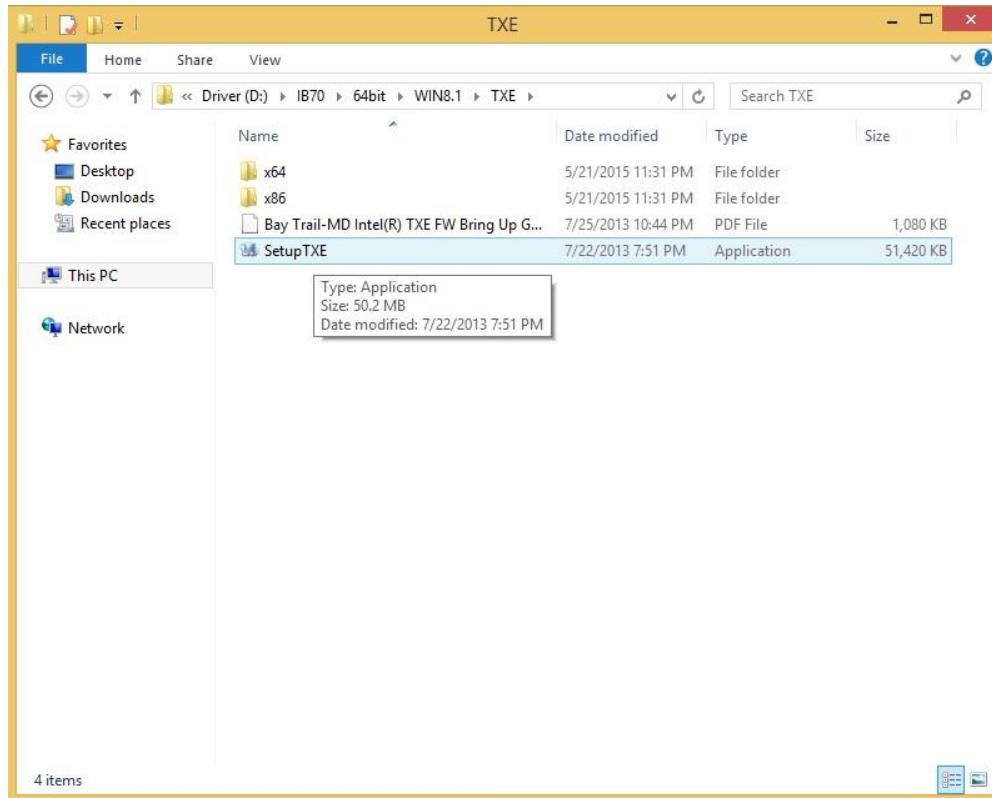 TXE
File Home Share View
« Driver (D:) IB70 64bit WIN8.1 TXE Search TXE
Name Date modified Type Size
Favorites
Desktop
Downloads
Recent places
This PC
Network
x64 5/21/2015 11:31 PM File folder
x86 5/21/2015 11:31 PM File folder
Bay Trail-MD Intel(R) TXE FW Bring Up G... 7/25/2013 10:44 PM PDF File 1,080 KB
SetupTXE 7/22/2013 7:51 PM Application 51,420 KB
Type: Application
Size: 50.2 MB
Date modified: 7/22/2013 7:51 PM
4 items